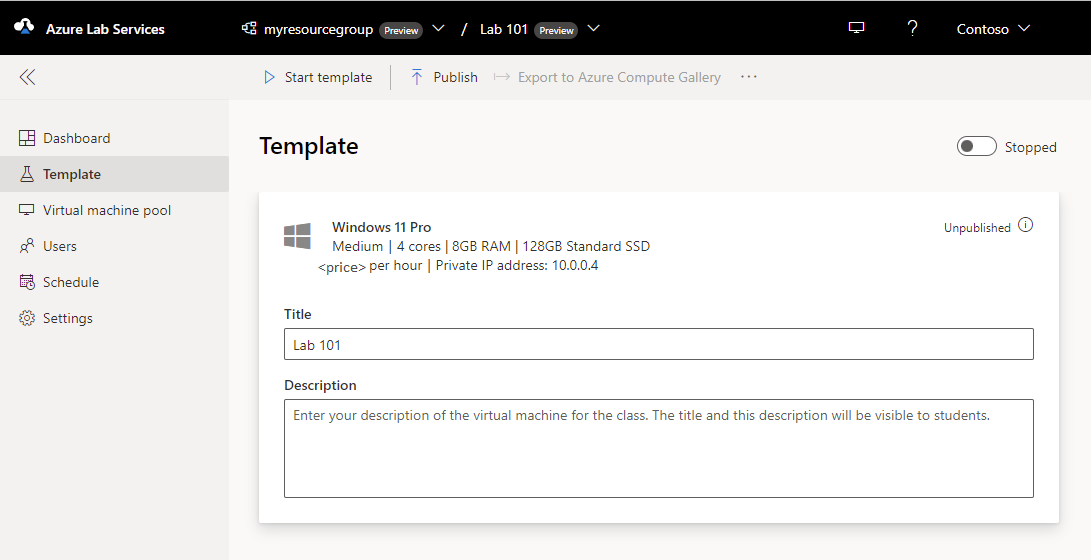 Azure Lab Services myresourcegroup Preview / Lab 101 Preview ? Contoso
Start template Publish Export to Azure Compute Gallery ...
Dashboard
Template
Virtual machine pool
Users
Schedule
Settings
Template Stopped
Windows 11 Pro Unpublished
Medium | 4 cores | 8GB RAM | 128GB Standard SSD
<price> per hour | Private IP address: 10.0.0.4
Title
Lab 101
Description
Enter your description of the virtual machine for the class. The title and this description will be visible to students.